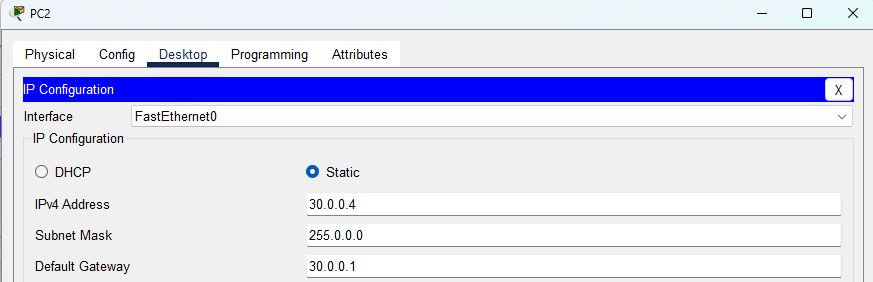 PC2
Physical Config Desktop Programming Attributes
IP Configuration X
Interface FastEthernet0
IP Configuration
DHCP Static
IPv4 Address 30.0.0.4
Subnet Mask 255.0.0.0
Default Gateway 30.0.0.1